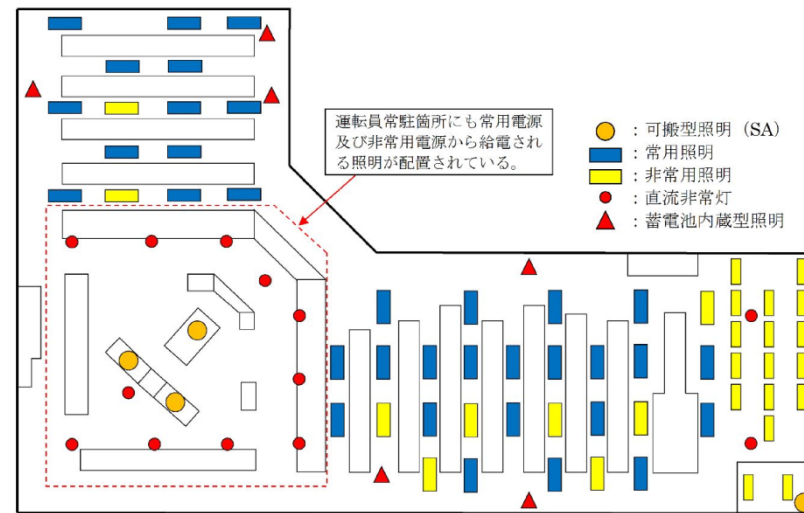 運転員常駐箇所にも常用電源
及び非常用電源から給電され
る照明が配置されている。
：可搬型照明（SA）
：常用照明
：非常用照明
：直流非常灯
：蓄電池内蔵型照明